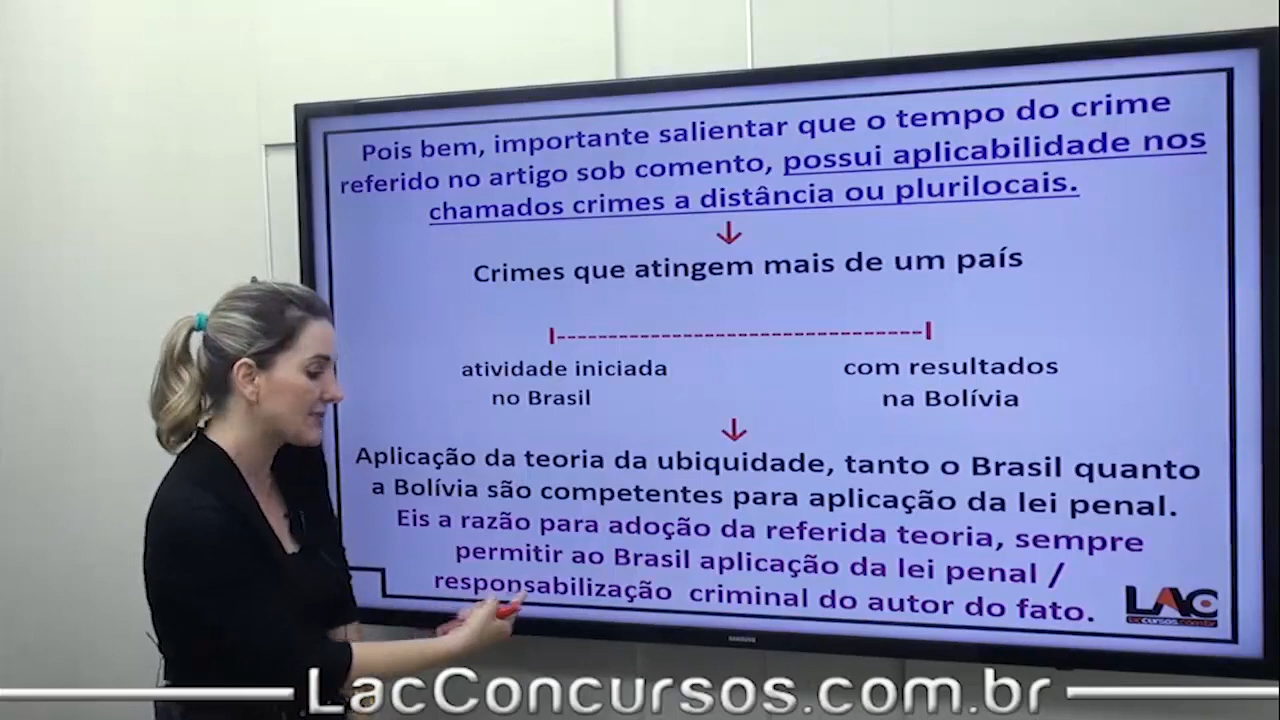 Pois bem, importante salientar que o tempo do crime
referido no artigo sob comento, possui aplicabilidade nos
chamados crimes a distância ou plurilocais.
↓
Crimes que atingem mais de um país
atividade iniciada
no Brasil
com resultados
na Bolívia
↓
Aplicação da teoria da ubiquidade, tanto o Brasil quanto
a Bolívia são competentes para aplicação da lei penal.
Eis a razão para adoção da referida teoria, sempre
permitir ao Brasil aplicação da lei penal /
responsabilização criminal do autor do fato.
LAC
SAMSUNG
LacConcursos.com.br